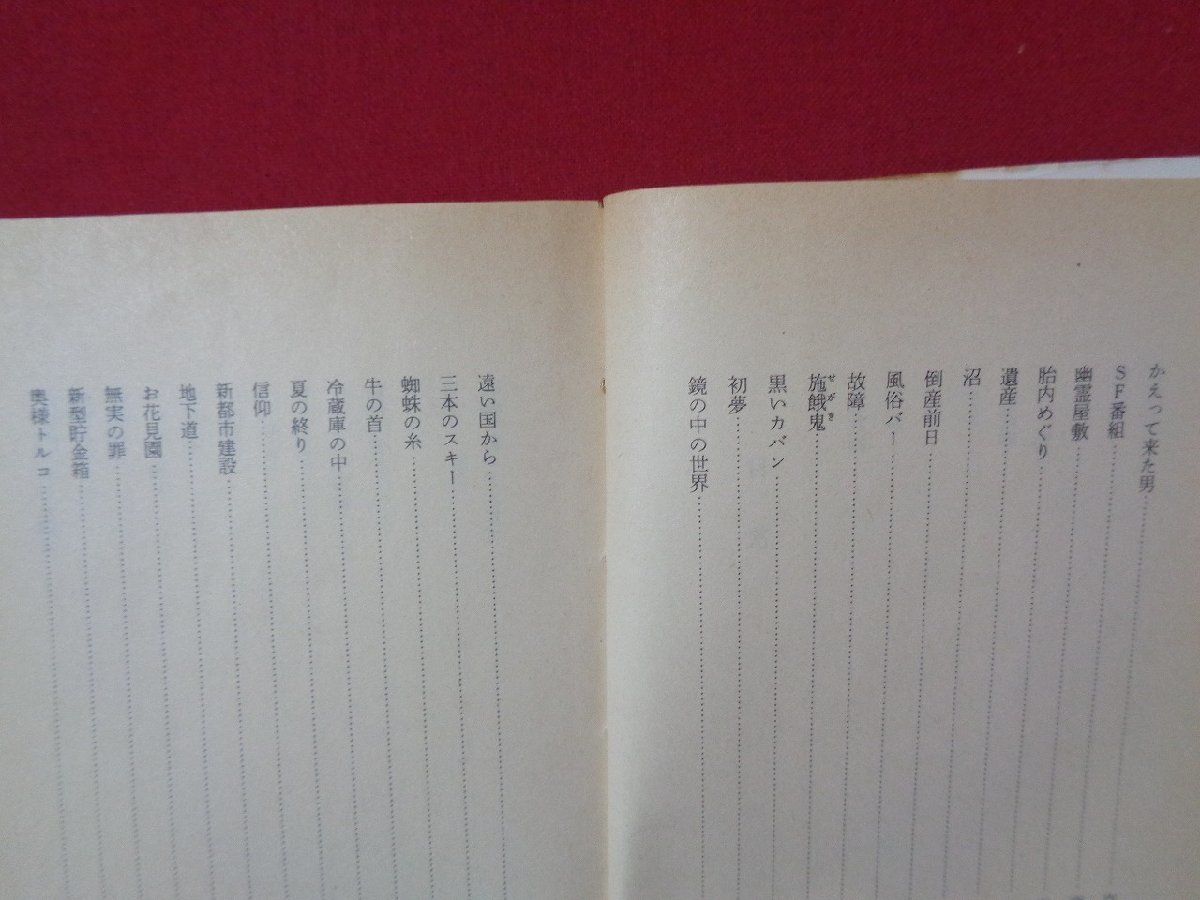 かえって来た男
SF番組
幽霊屋敷
胎内めぐり
遺産
沼
倒産前日
風俗バー
故障
施餓鬼
せがき
黒いカバン
初夢
鏡の中の世界
遠い国から
三本のスキー
蜘蛛の糸
牛の首
冷蔵庫の中
夏の終り
信仰
新都市建設
地下道
お花見園
無実の罪
新型貯金箱
奥様トルコ